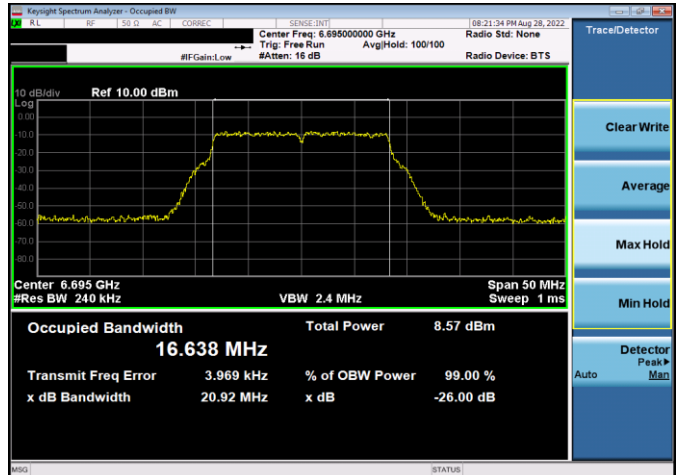 Keysight Spectrum Analyzer - Occupied BW
LXI RL RF 50 Ω AC CORREC SENSE:INT 08:21:34 PM Aug 28, 2022
Center Freq: 6.695000000 GHz Radio Std: None
Trig: Free Run Avg|Hold: 100/100
#IFGain:Low #Atten: 16 dB Radio Device: BTS
Trace/Detector
10 dB/div Ref 10.00 dBm
Log
0.00
-10.0
-20.0
-30.0
-40.0
-50.0
-60.0
-70.0
-80.0
Center 6.695 GHz Span 50 MHz
#Res BW 240 kHz VBW 2.4 MHz Sweep 1 ms
Occupied Bandwidth Total Power 8.57 dBm
16.638 MHz
Transmit Freq Error 3.969 kHz % of OBW Power 99.00 %
x dB Bandwidth 20.92 MHz x dB -26.00 dB
Clear Write
Average
Max Hold
Min Hold
Detector
Peak▶
Auto Man
MSG STATUS